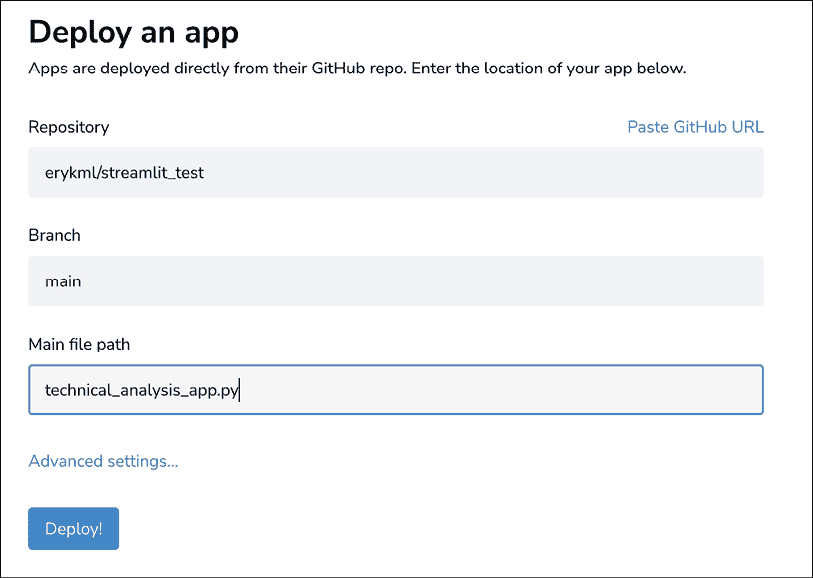 Deploy an app
Apps are deployed directly from their GitHub repo. Enter the location of your app below.
Repository
Paste GitHub URL
erykml/streamlit_test
Branch
main
Main file path
technical_analysis_app.py
Advanced settings...
Deploy!